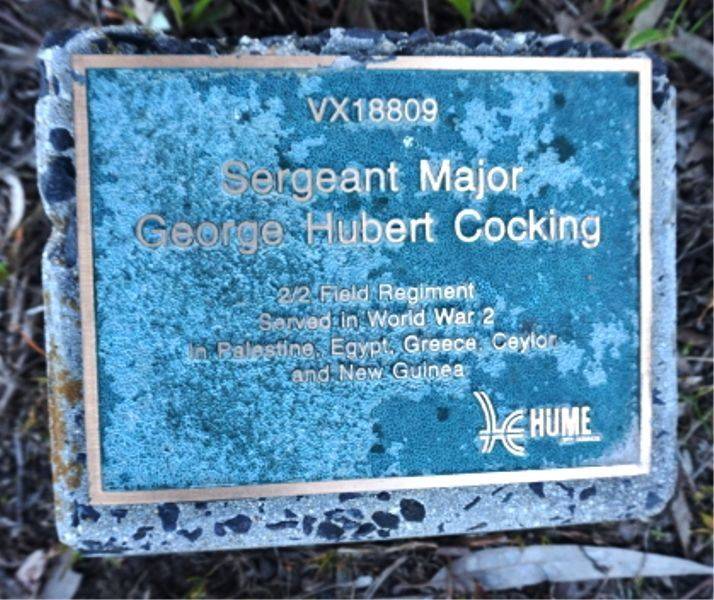 VX18809
Sergeant Major
George Hubert Cocking
2/2 Field Regiment
Served in World War 2
in Palestine, Egypt, Greece, Ceylon
and New Guinea
HUME